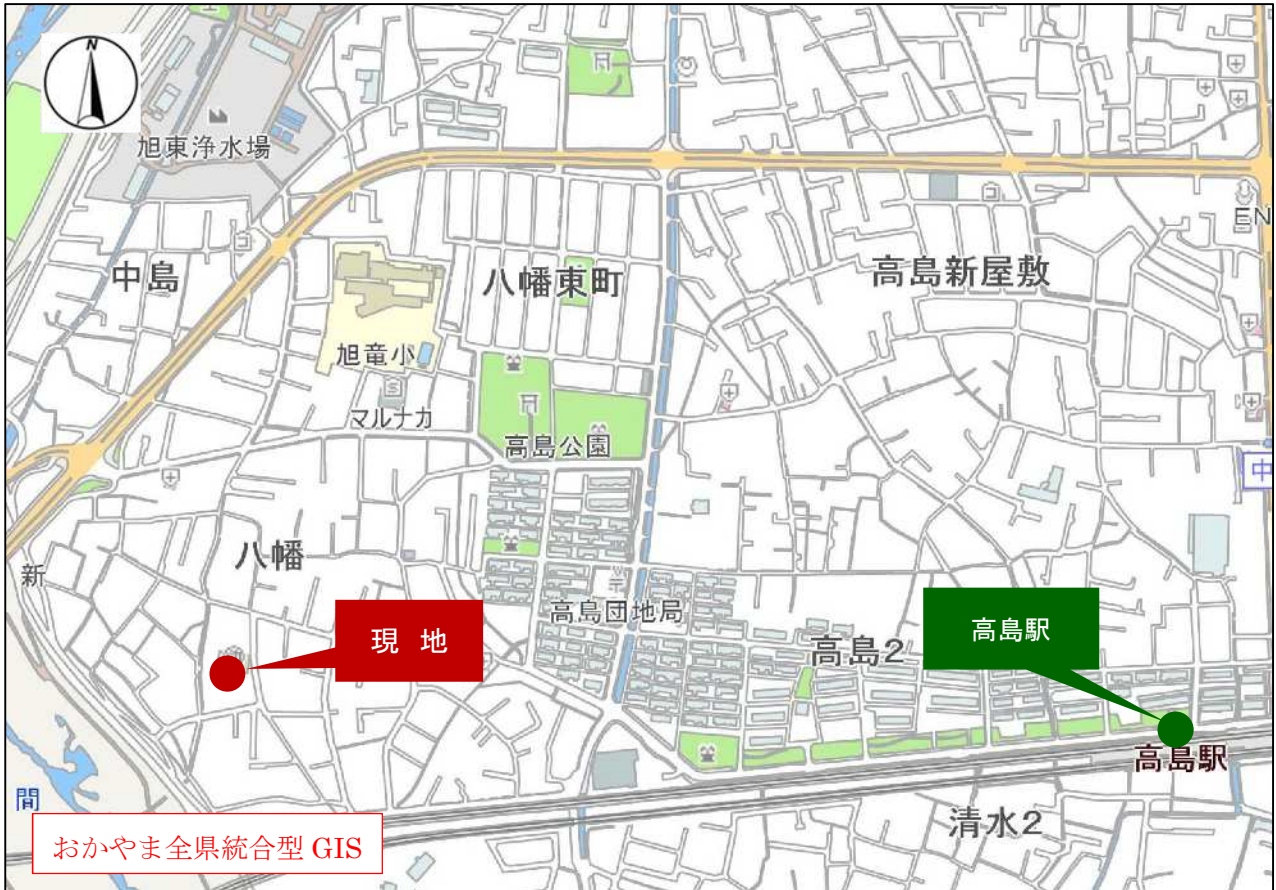 N
旭東浄水場
EN
中島
八幡東町
高島新屋敷
旭竜小
マルナカ
高島公園
中
八幡
新
高島団地局
現 地
高島2
高島駅
高島駅
間
清水2
おかやま全県統合型 GIS